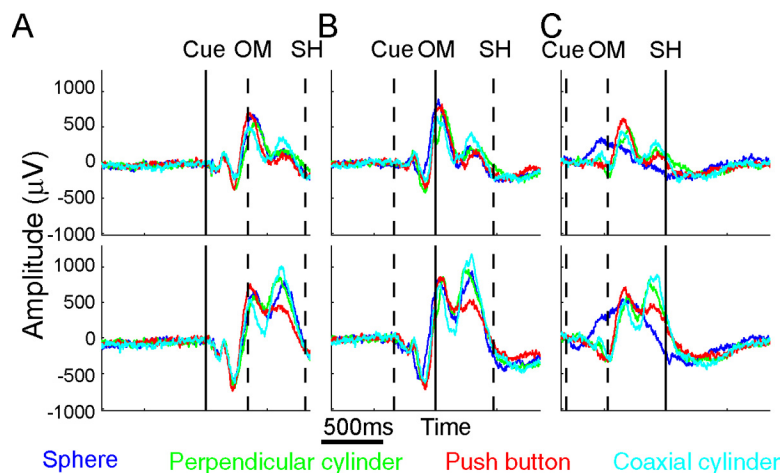 A B C
Cue OM SH Cue OM SH Cue OM SH
Amplitude (μV)
1000
500
0
-500
-1000
1000
500
0
-500
-1000
500ms Time
Sphere Perpendicular cylinder Push button Coaxial cylinder